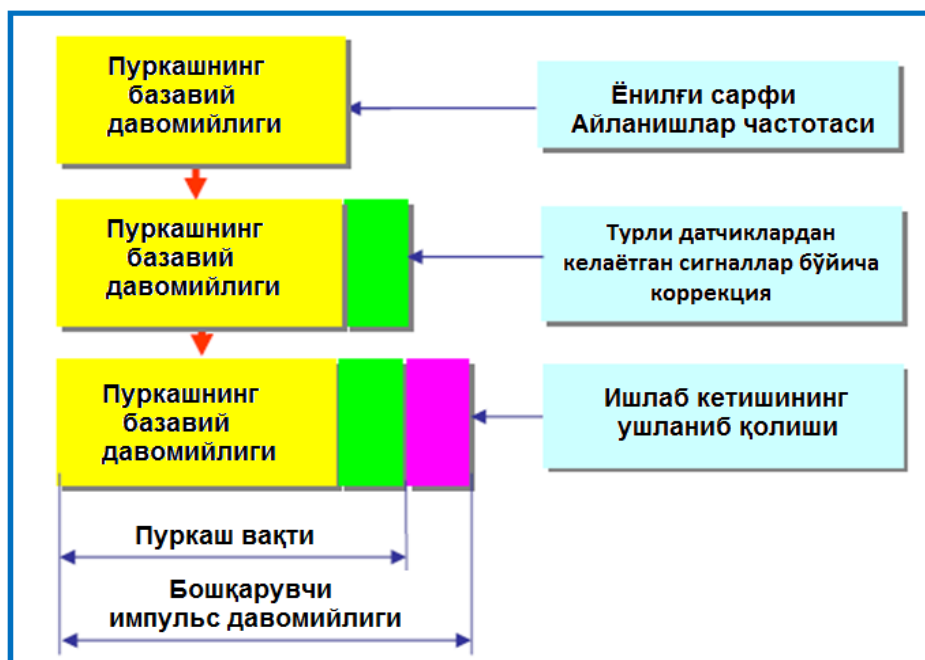 Пуркашнинг
базавий
давомийлиги
Ёнилғи сарфи
Айланишлар частотаси
Пуркашнинг
базавий
давомийлиги
Турли датчиклардан
келаётган сигналлар бўйича
коррекция
Пуркашнинг
базавий
давомийлиги
Ишлаб кетишининг
ушланиб қолиши
Пуркаш вақти
Бошқарувчи
импульс давомийлиги